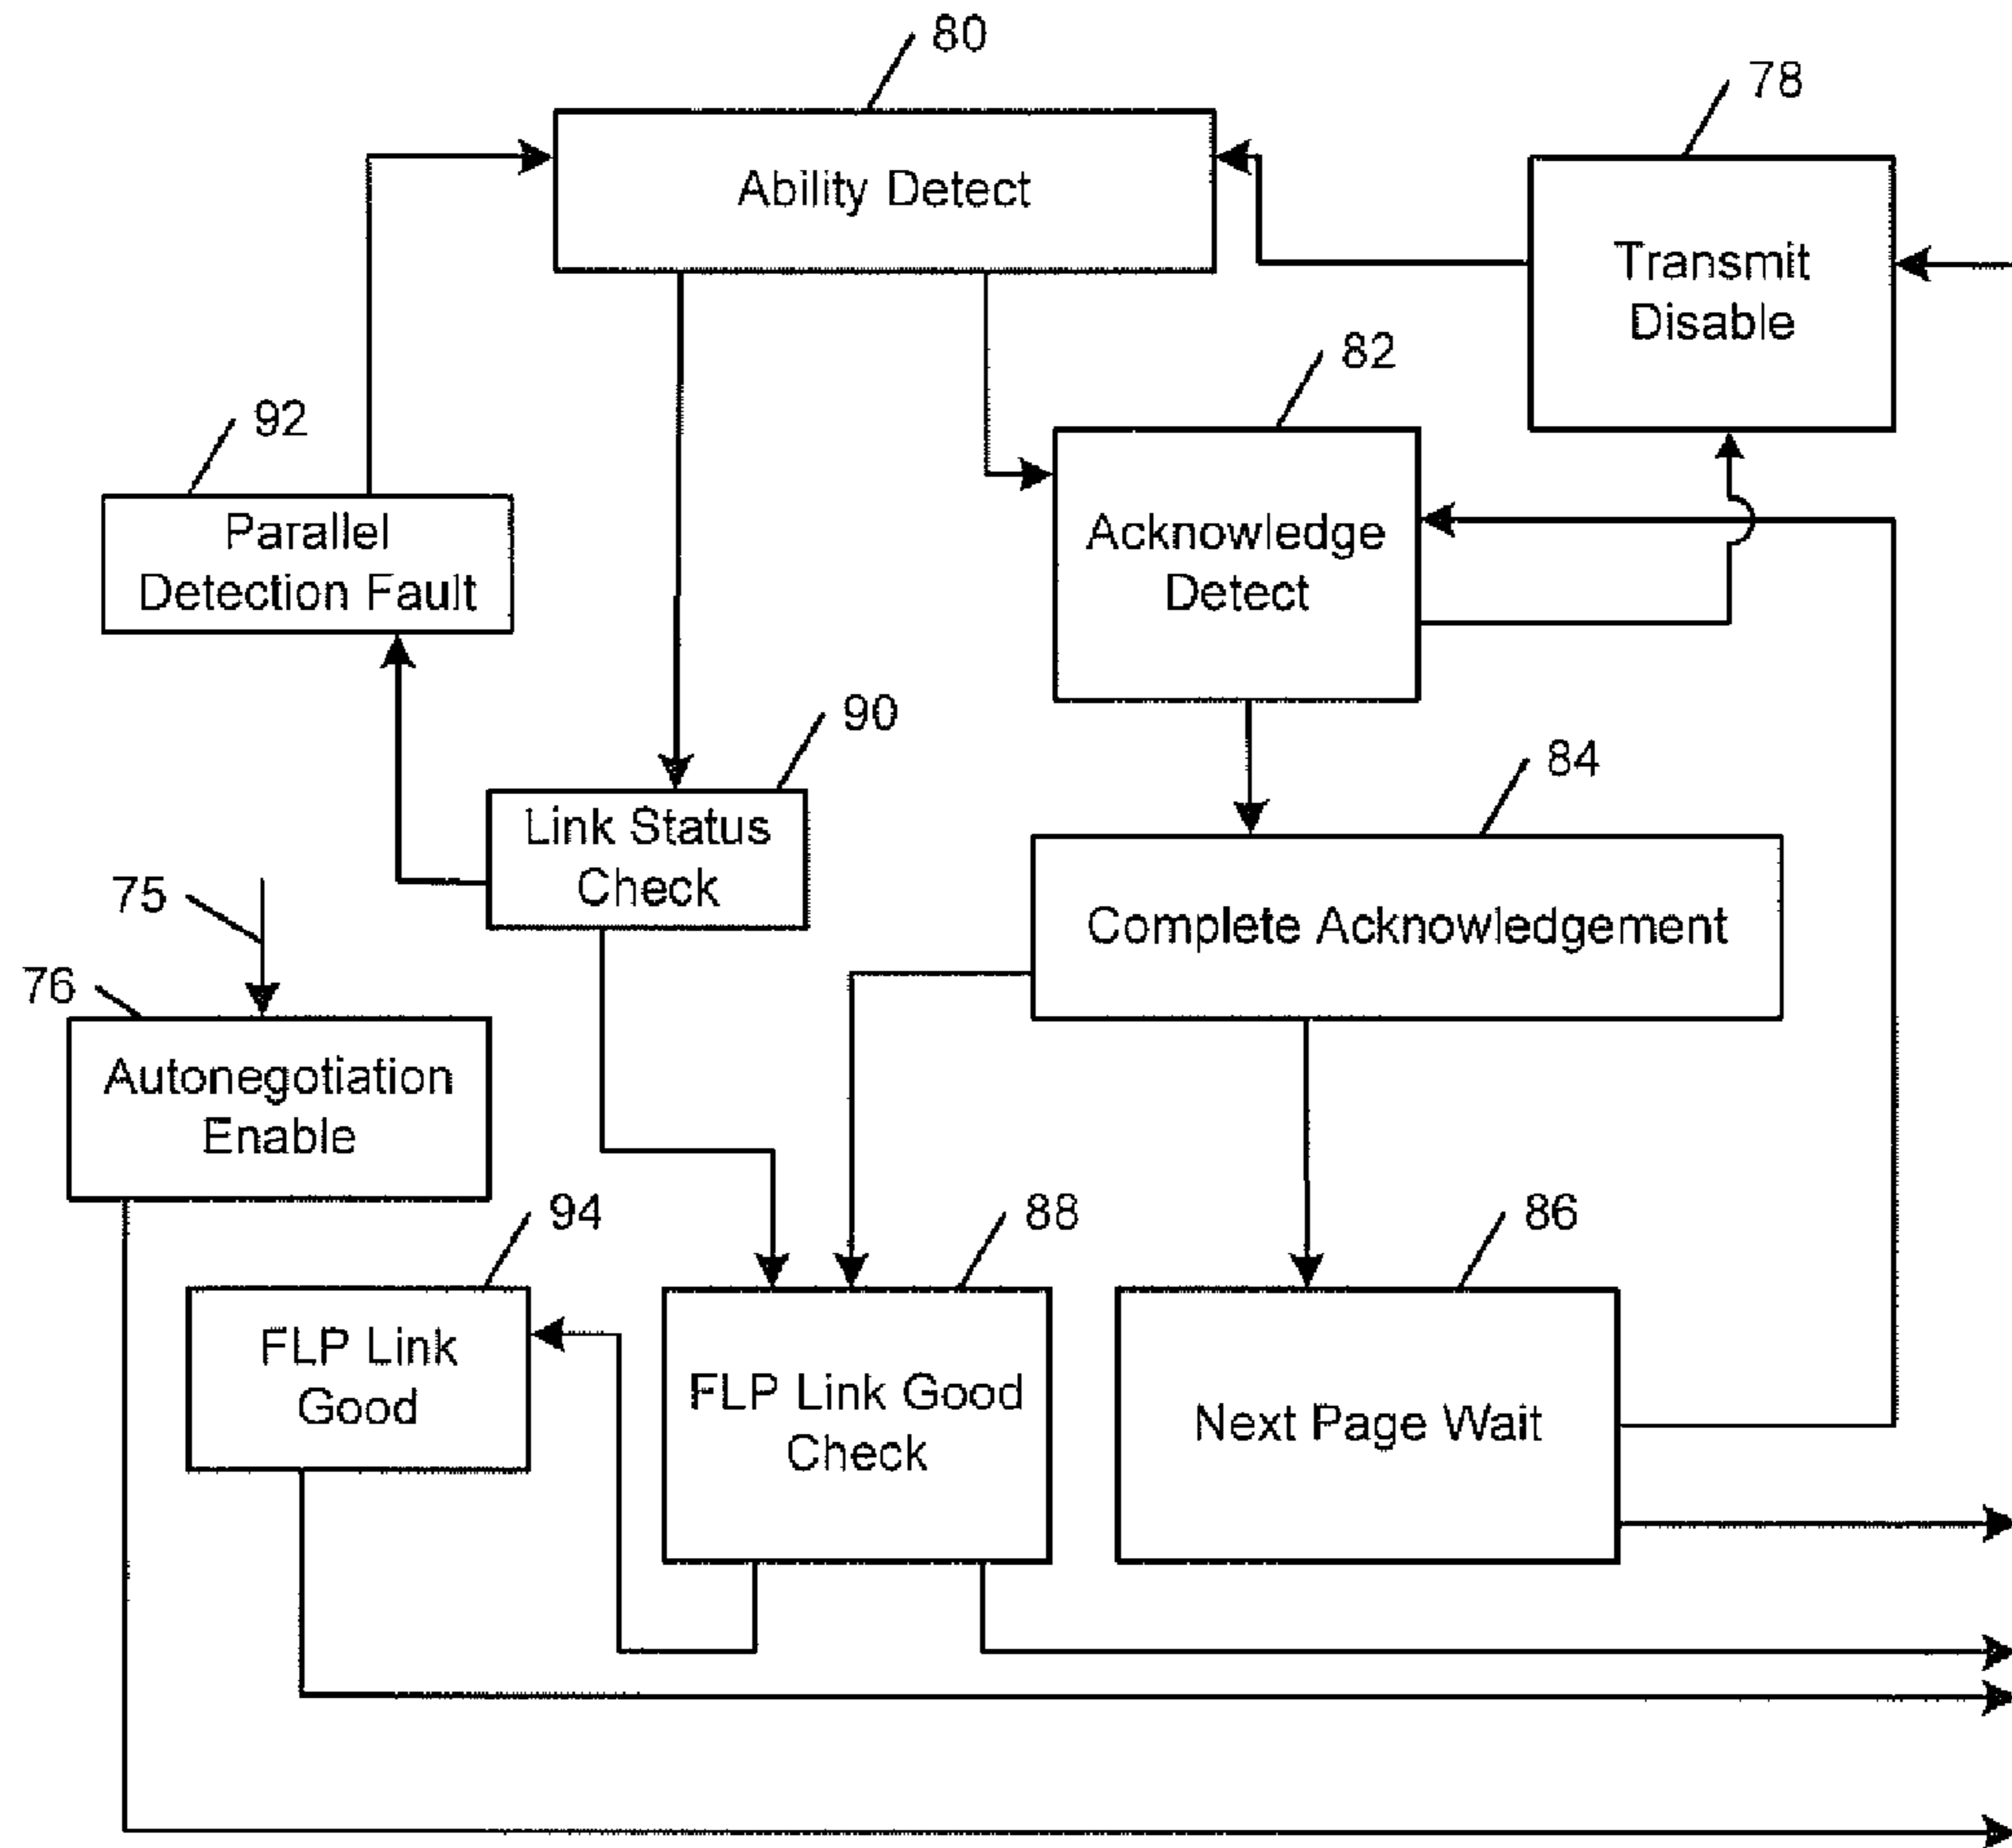 80
78
Ability Detect
Transmit
Disable
82
92
Parallel
Detection Fault
Acknowledge
Detect
90
84
Link Status
Check
75
Complete Acknowledgement
76
Autonegotiation
Enable
94
88
86
FLP Link
Good
FLP Link Good
Check
Next Page Wait